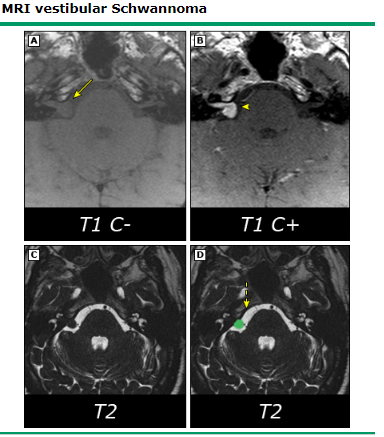 MRI vestibular Schwannoma
A
B
T1 C-
T1 C+
C
D
T2
T2